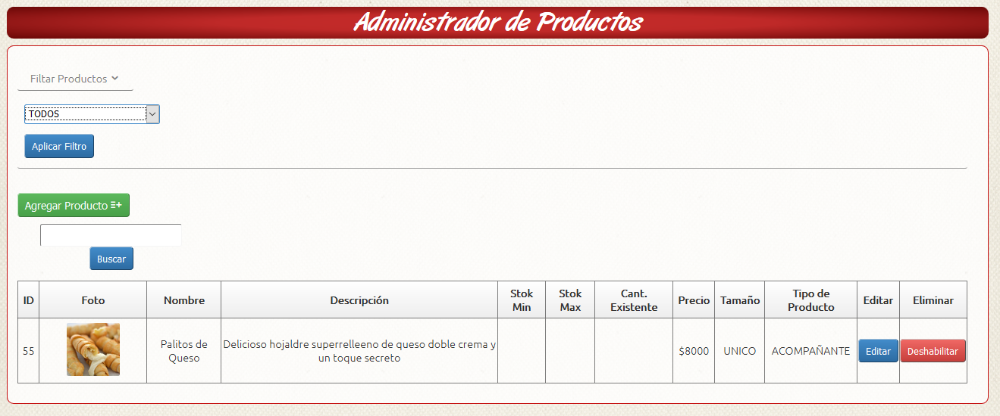 Administrador de Productos
Filtar Productos
TODOS
Aplicar Filtro
Agregar Producto
Buscar
ID Foto Nombre Descripción Stok Min Stok Max Cant. Existente Precio Tamaño Tipo de Producto Editar Eliminar
55 Palitos de Queso Delicioso hojaldre superrelleeno de queso doble crema y un toque secreto $8000 UNICO ACOMPAÑANTE Editar Deshabilitar